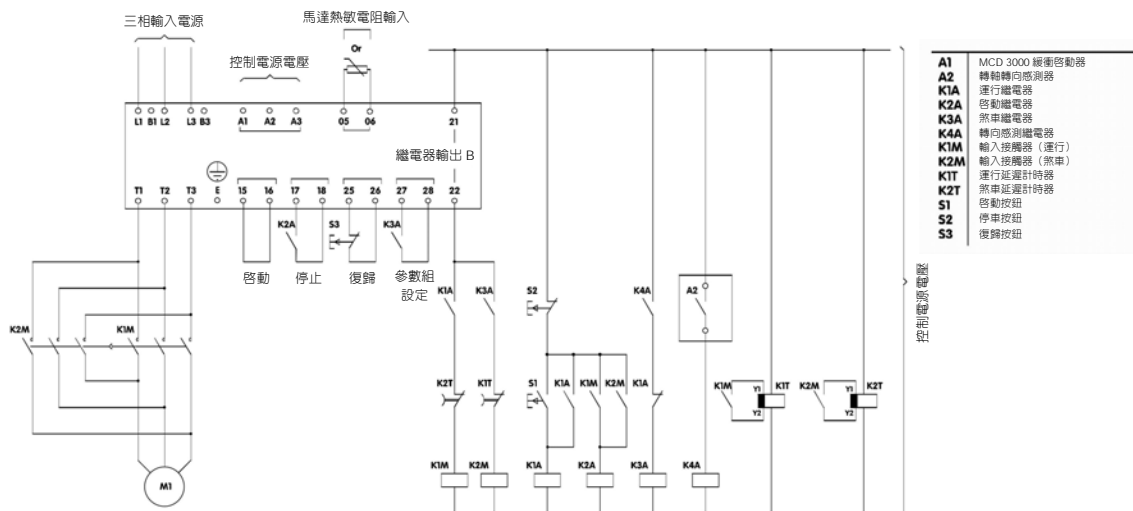 三相輸入電源
馬達熱敏電阻輸入
Or
控制電源電壓
L1 B1 L2 L3 B3 A1 A2 A3 05 06 21
繼電器輸出 B
T1 T2 T3 E 15 16 17 18 25 26 27 28 22
K2A S3 K3A
啓動 停止 復歸 參數組
設定
K1A K3A S2 K4A A2
K2M K1M
K2T K1T S1 K1A K1M K2M K1A K1M Y1 K1T K2M Y1 K2T
Y2 Y2
K1M K2M K1A K2A K3A K4A
M1
控制電源電壓
A1 MCD 3000 緩衝啓動器
A2 轉軸轉向感測器
K1A 運行繼電器
K2A 啓動繼電器
K3A 煞車繼電器
K4A 轉向感測繼電器
K1M 輸入接觸器（運行）
K2M 輸入接觸器（煞車）
K1T 運行延遲計時器
K2T 煞車延遲計時器
S1 啓動按鈕
S2 停車按鈕
S3 復歸按鈕